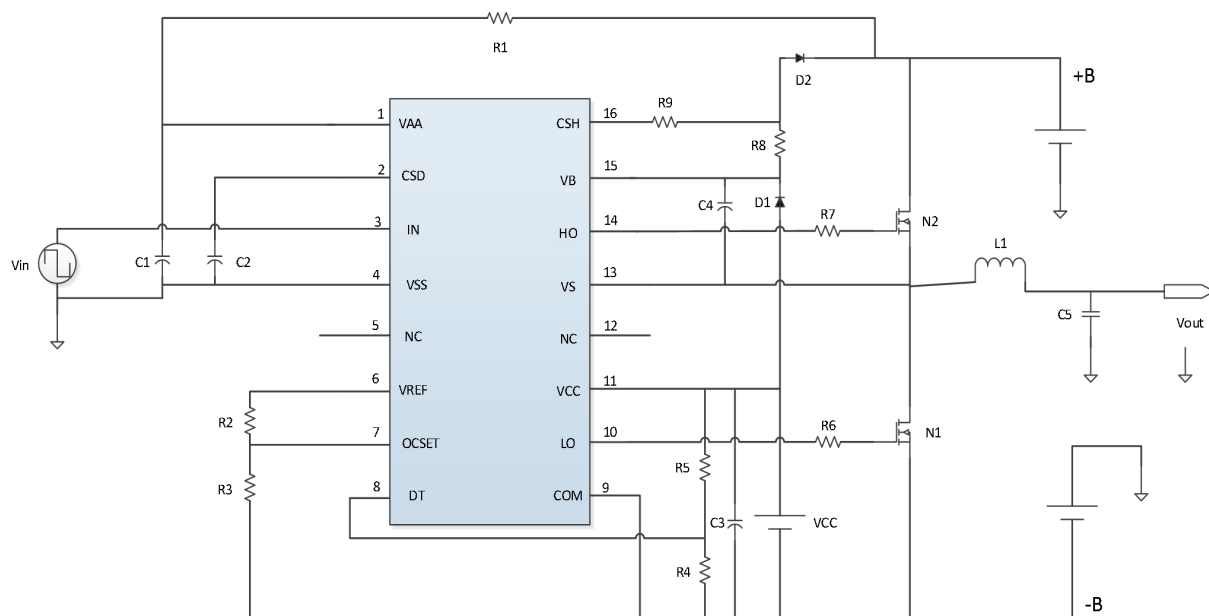 R1
D2
+B
R9
1
VAA
CSH
16
R8
2
CSD
VB
15
C4
D1
3
IN
HO
14
R7
N2
L1
Vin
C1
C2
4
VSS
VS
13
5
NC
NC
12
C5
Vout
6
VREF
VCC
11
R2
7
OCSET
LO
10
R6
N1
R3
R5
8
DT
COM
9
C3
VCC
R4
-B